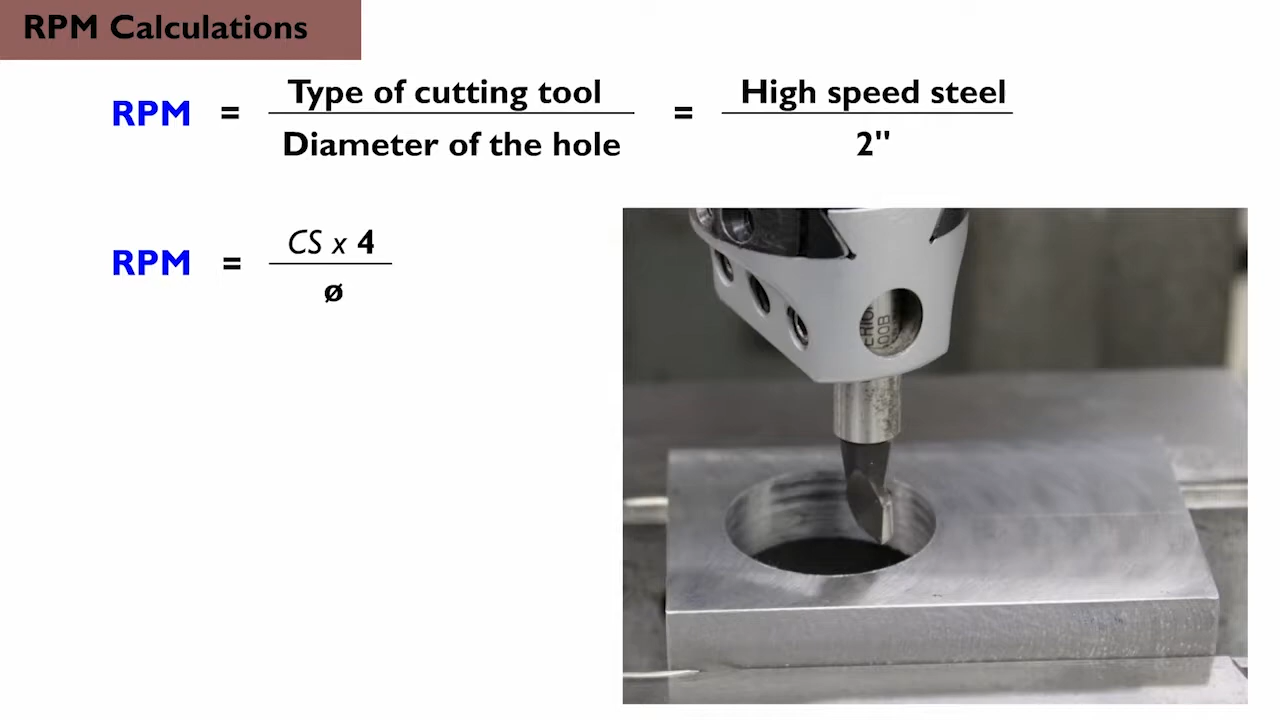 RPM Calculations
RPM = Type of cutting tool / Diameter of the hole = High speed steel / 2"
RPM = CS x 4 / ø